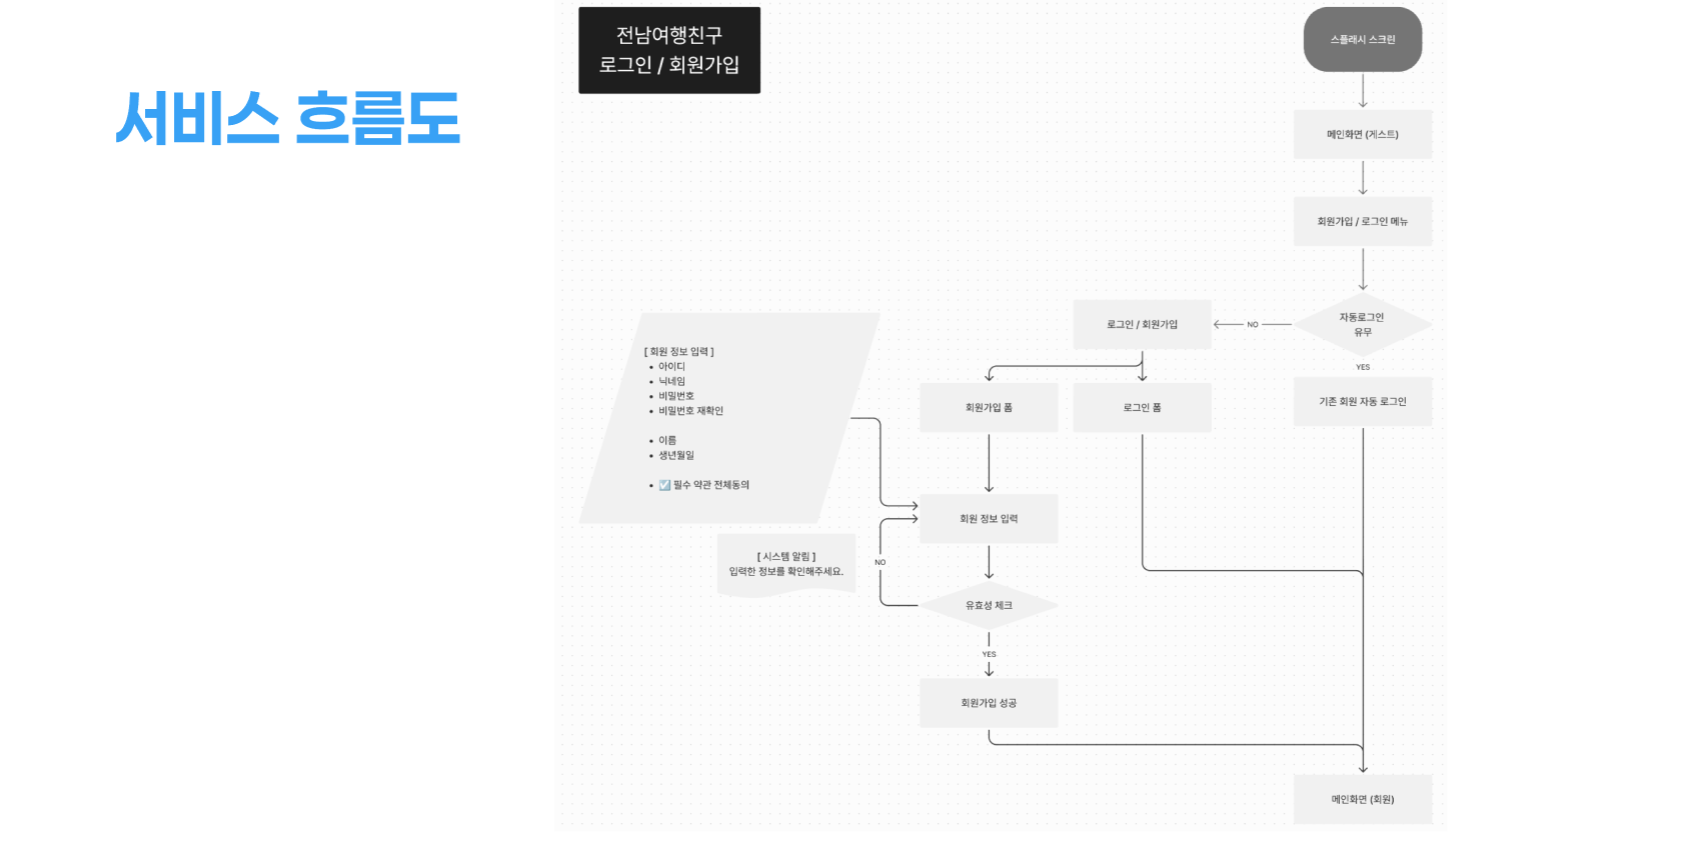 서비스 흐름도
전남여행친구
로그인 / 회원가입
스플래시 스크린
메인화면 (게스트)
회원가입 / 로그인 메뉴
자동로그인
유무
NO
로그인 / 회원가입
YES
기존 회원 자동 로그인
회원가입 폼
로그인 폼
[ 회원 정보 입력 ]
• 아이디
• 닉네임
• 비밀번호
• 비밀번호 재확인
• 이름
• 생년월일
• ☑ 필수 약관 전체동의
회원 정보 입력
[ 시스템 알림 ]
입력한 정보를 확인해주세요.
NO
유효성 체크
YES
회원가입 성공
메인화면 (회원)